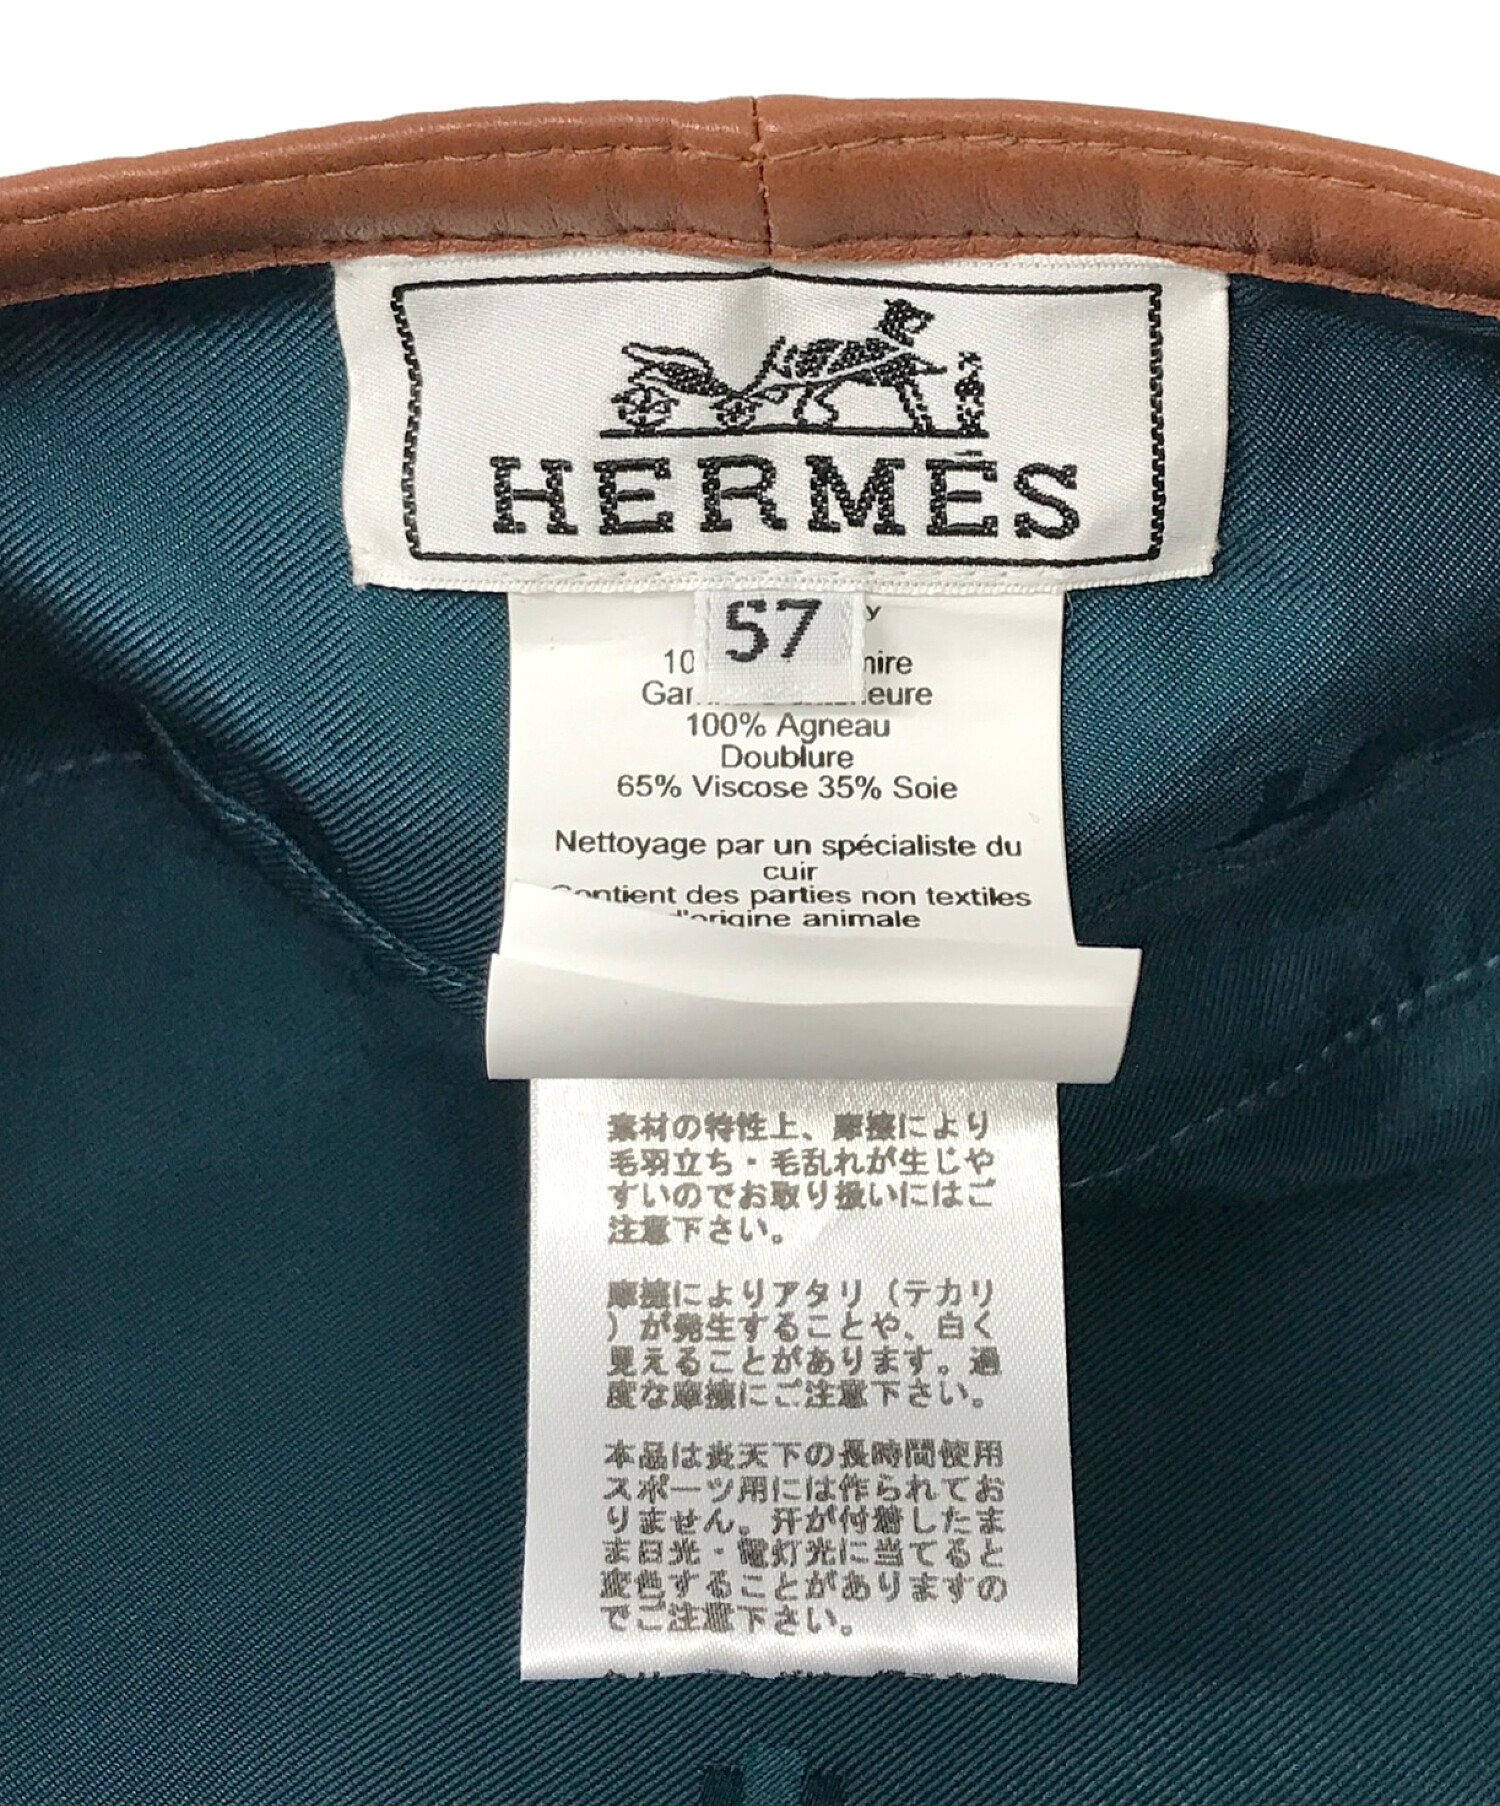 HERMĒS
57
100% Agneau
Doublure
65% Viscose 35% Soie
Nettoyage par un spécialiste du
cuir
Contient des parties non textiles
d'origine animale
素材の特性上、摩擦により
毛羽立ち・毛乱れが生じや
すいのでお取り扱いにはご
注意下さい。
摩擦によりアタリ（テカリ
）が発生することや、白く
見えることがあります。過
度な摩擦にご注意下さい。
本品は炎天下の長時間使用
スポーツ用には作られてお
りません。汗が付着したま
ま日光・電灯光に当てると
変色することがありますの
でご注意下さい。